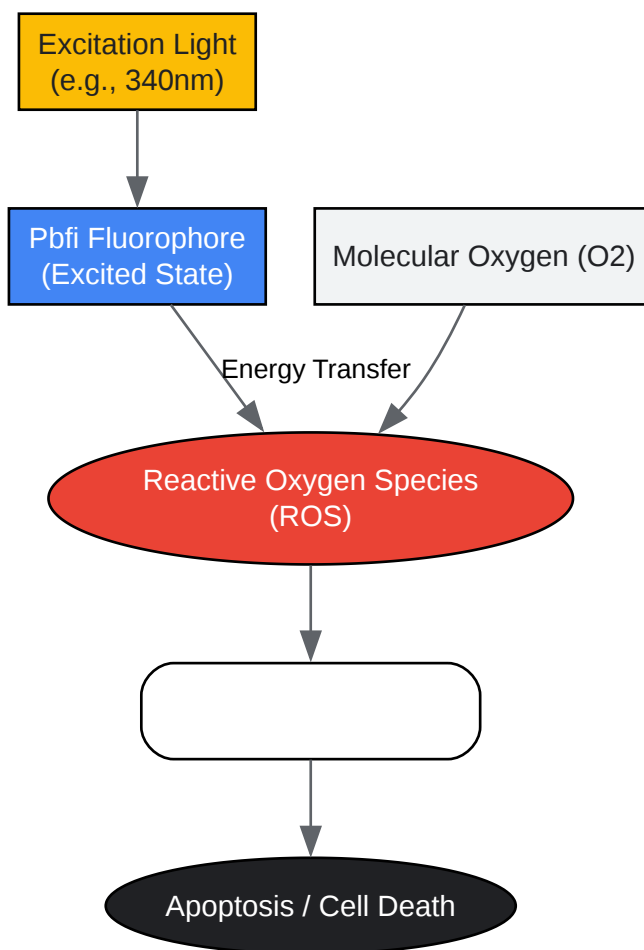 Excitation Light
(e.g., 340nm)
Pbfi Fluorophore
(Excited State)
Molecular Oxygen (O2)
Energy Transfer
Reactive Oxygen Species
(ROS)
Apoptosis / Cell Death